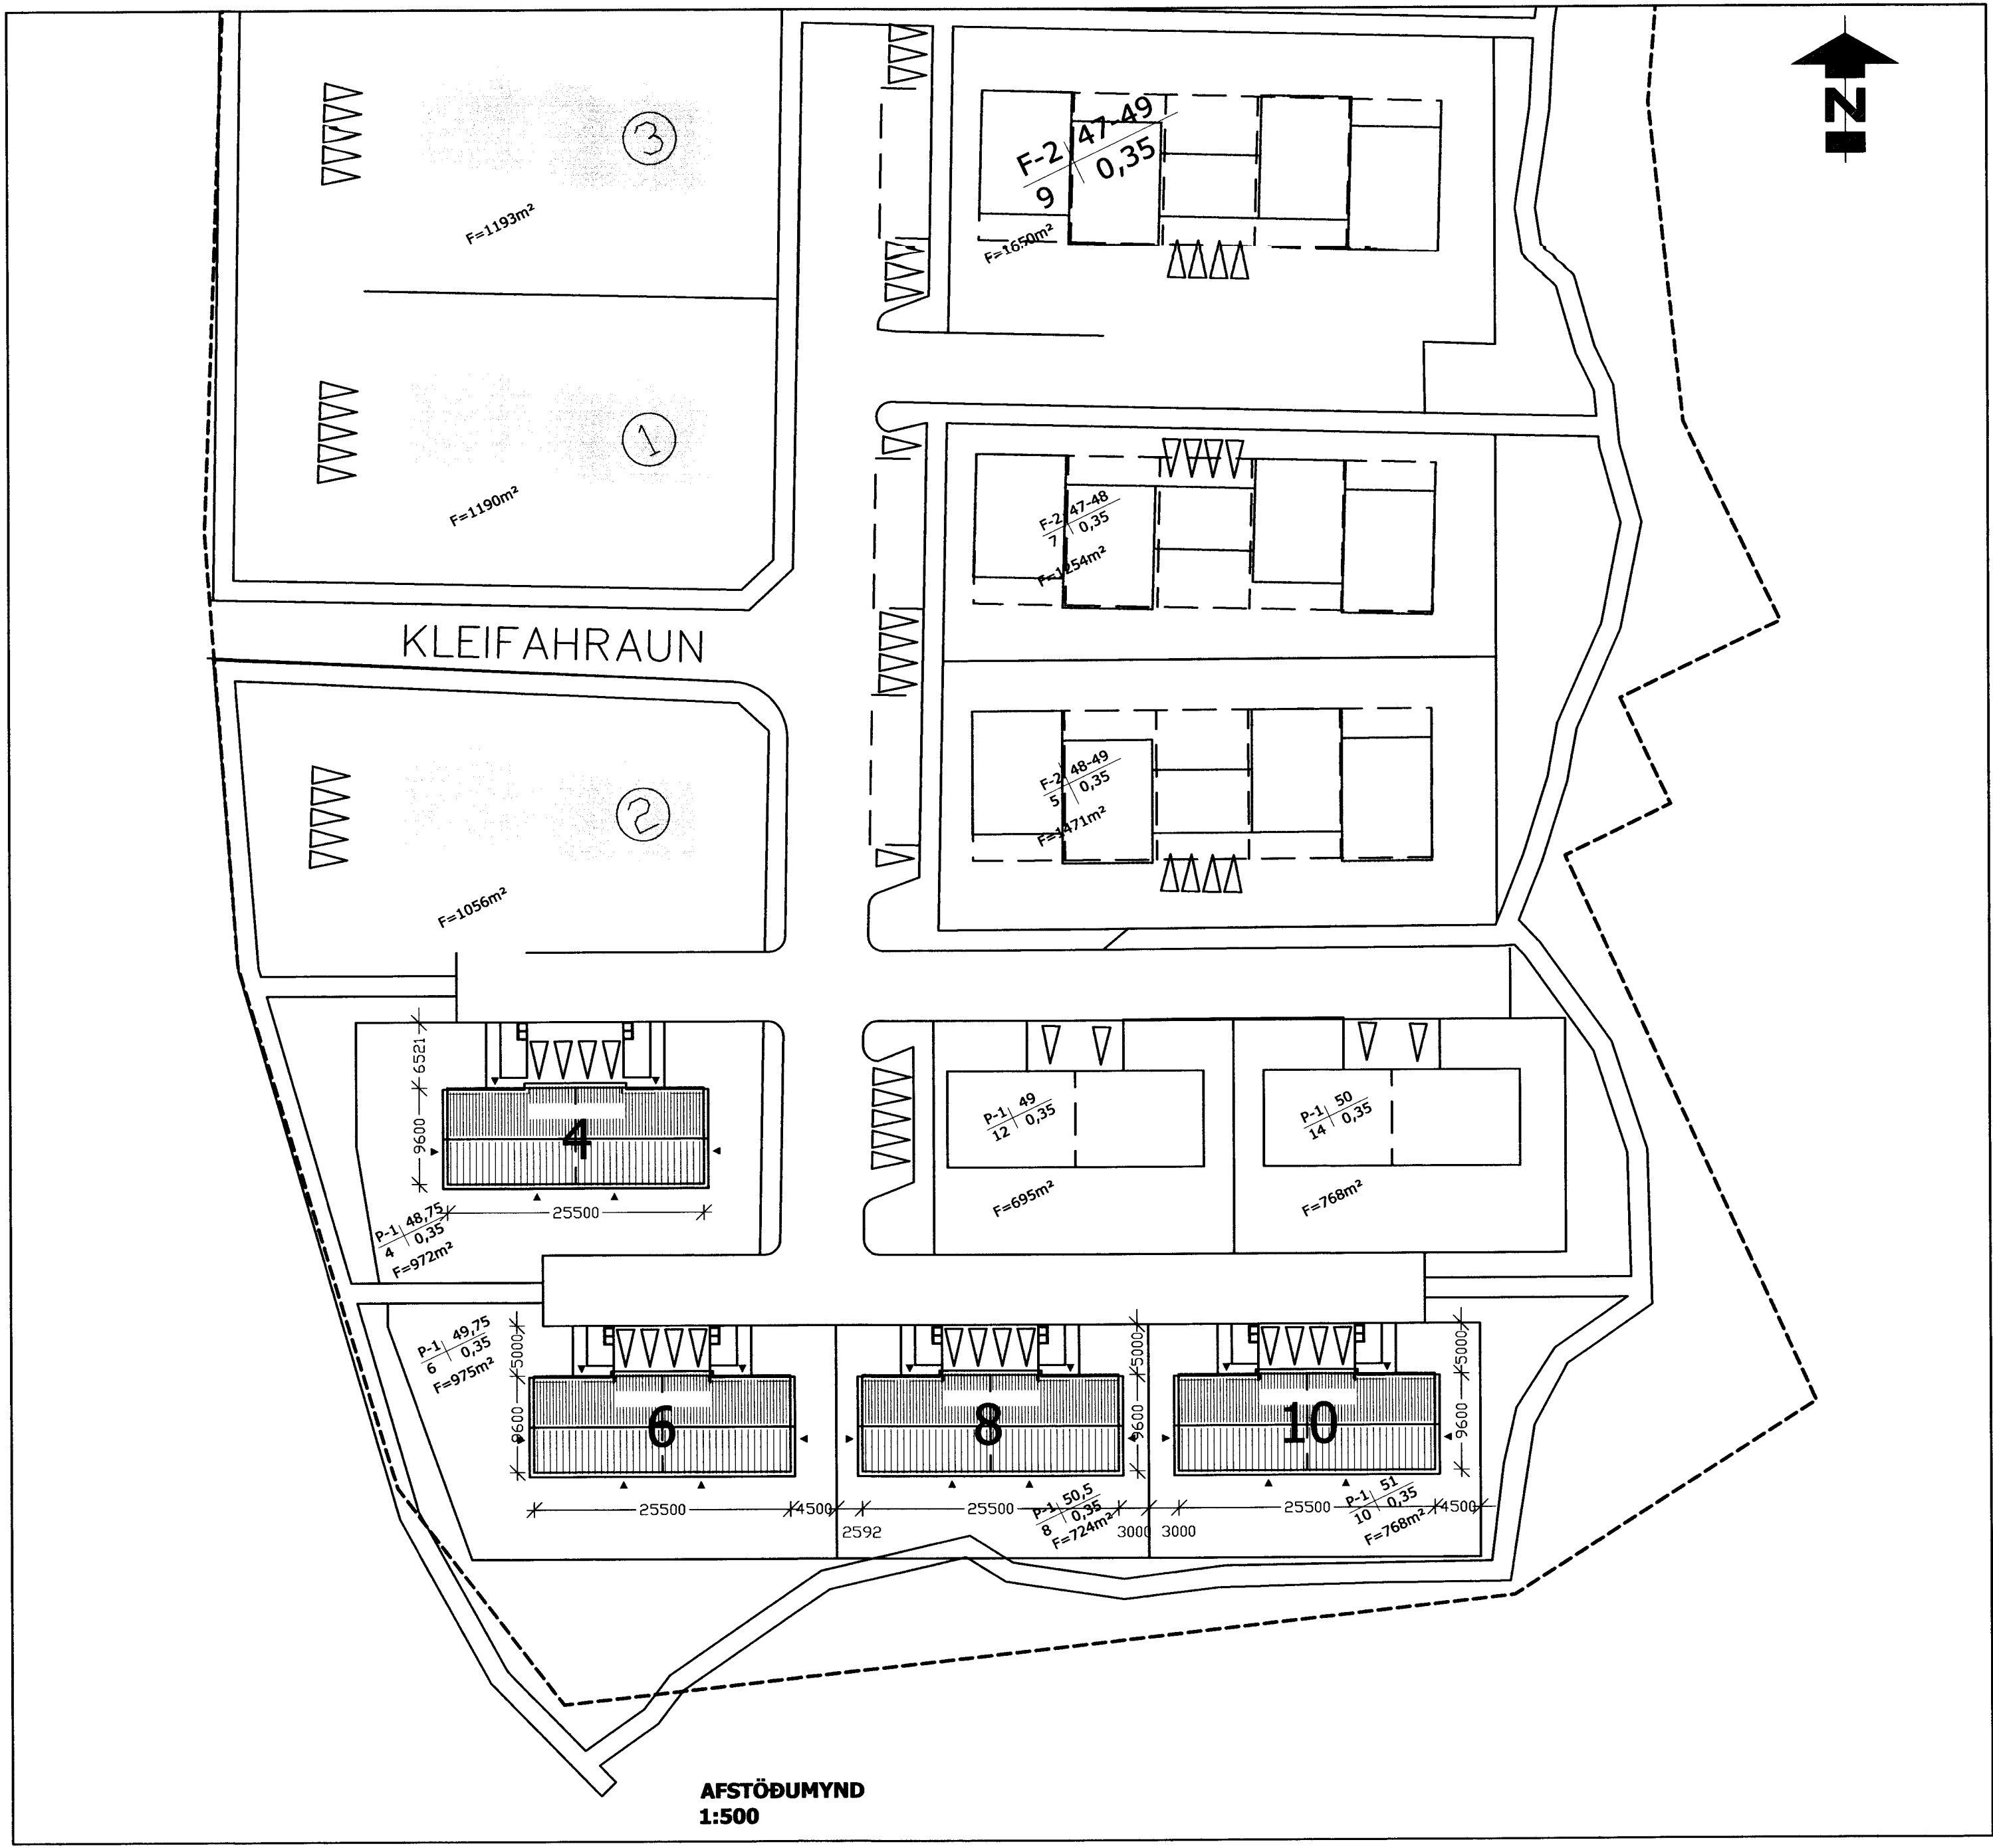 N
3
F=1193m²
F-2 47-49
9 0,35
F=1650m²
1
F=1190m²
F-2 47-48
7 0,35
F=1254m²
KLEIFAHRAUN
F-2 48-49
5 0,35
F=1471m²
2
F=1056m²
6521
9600
4
25500
P-1 48,75
4 0,35
F=972m²
P-1 49
12 0,35
F=695m²
P-1 50
14 0,35
F=768m²
P-1 49,75
6 0,35
F=975m²
5000
9600
6
25500
4500
5000
9600
8
2592
25500
3000
P-1 50,5
8 0,35
F=724m²
5000
9600
10
3000
25500
4500
P-1 51
10 0,35
F=768m²
AFSTÖÐUMYND
1:500